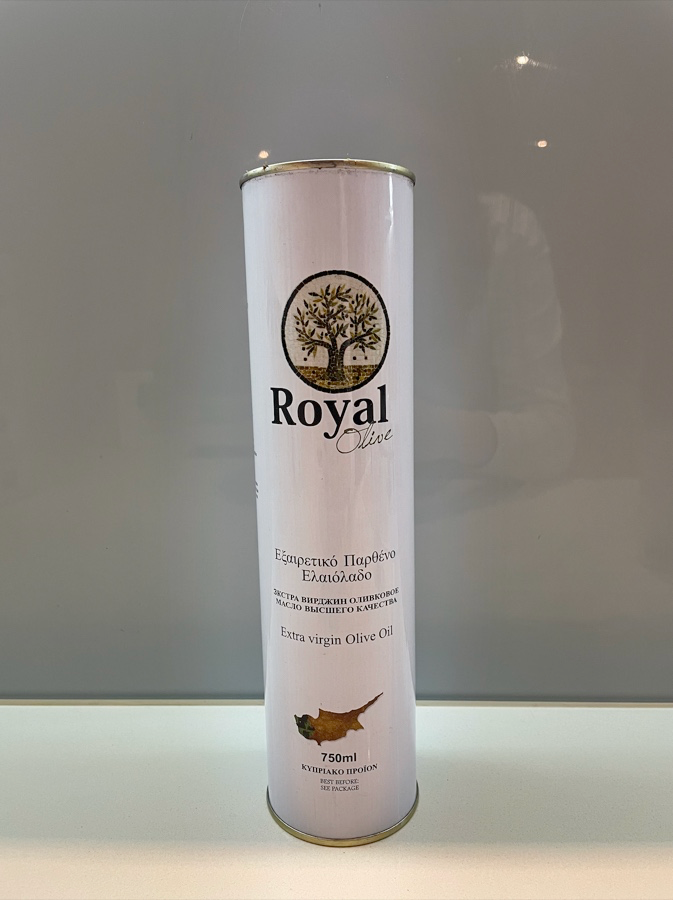 Royal
Olive
Εξαιρετικό Παρθένο
Ελαιόλαδο
ЭКСТРА ВИРДЖИН ОЛИВКОВОЕ
МАСЛО ВЫСШЕГО КАЧЕСТВА
Extra virgin Olive Oil
750ml
ΚΥΠΡΙΑΚΟ ΠΡΟΪΟΝ
BEST BEFORE:
SEE PACKAGE